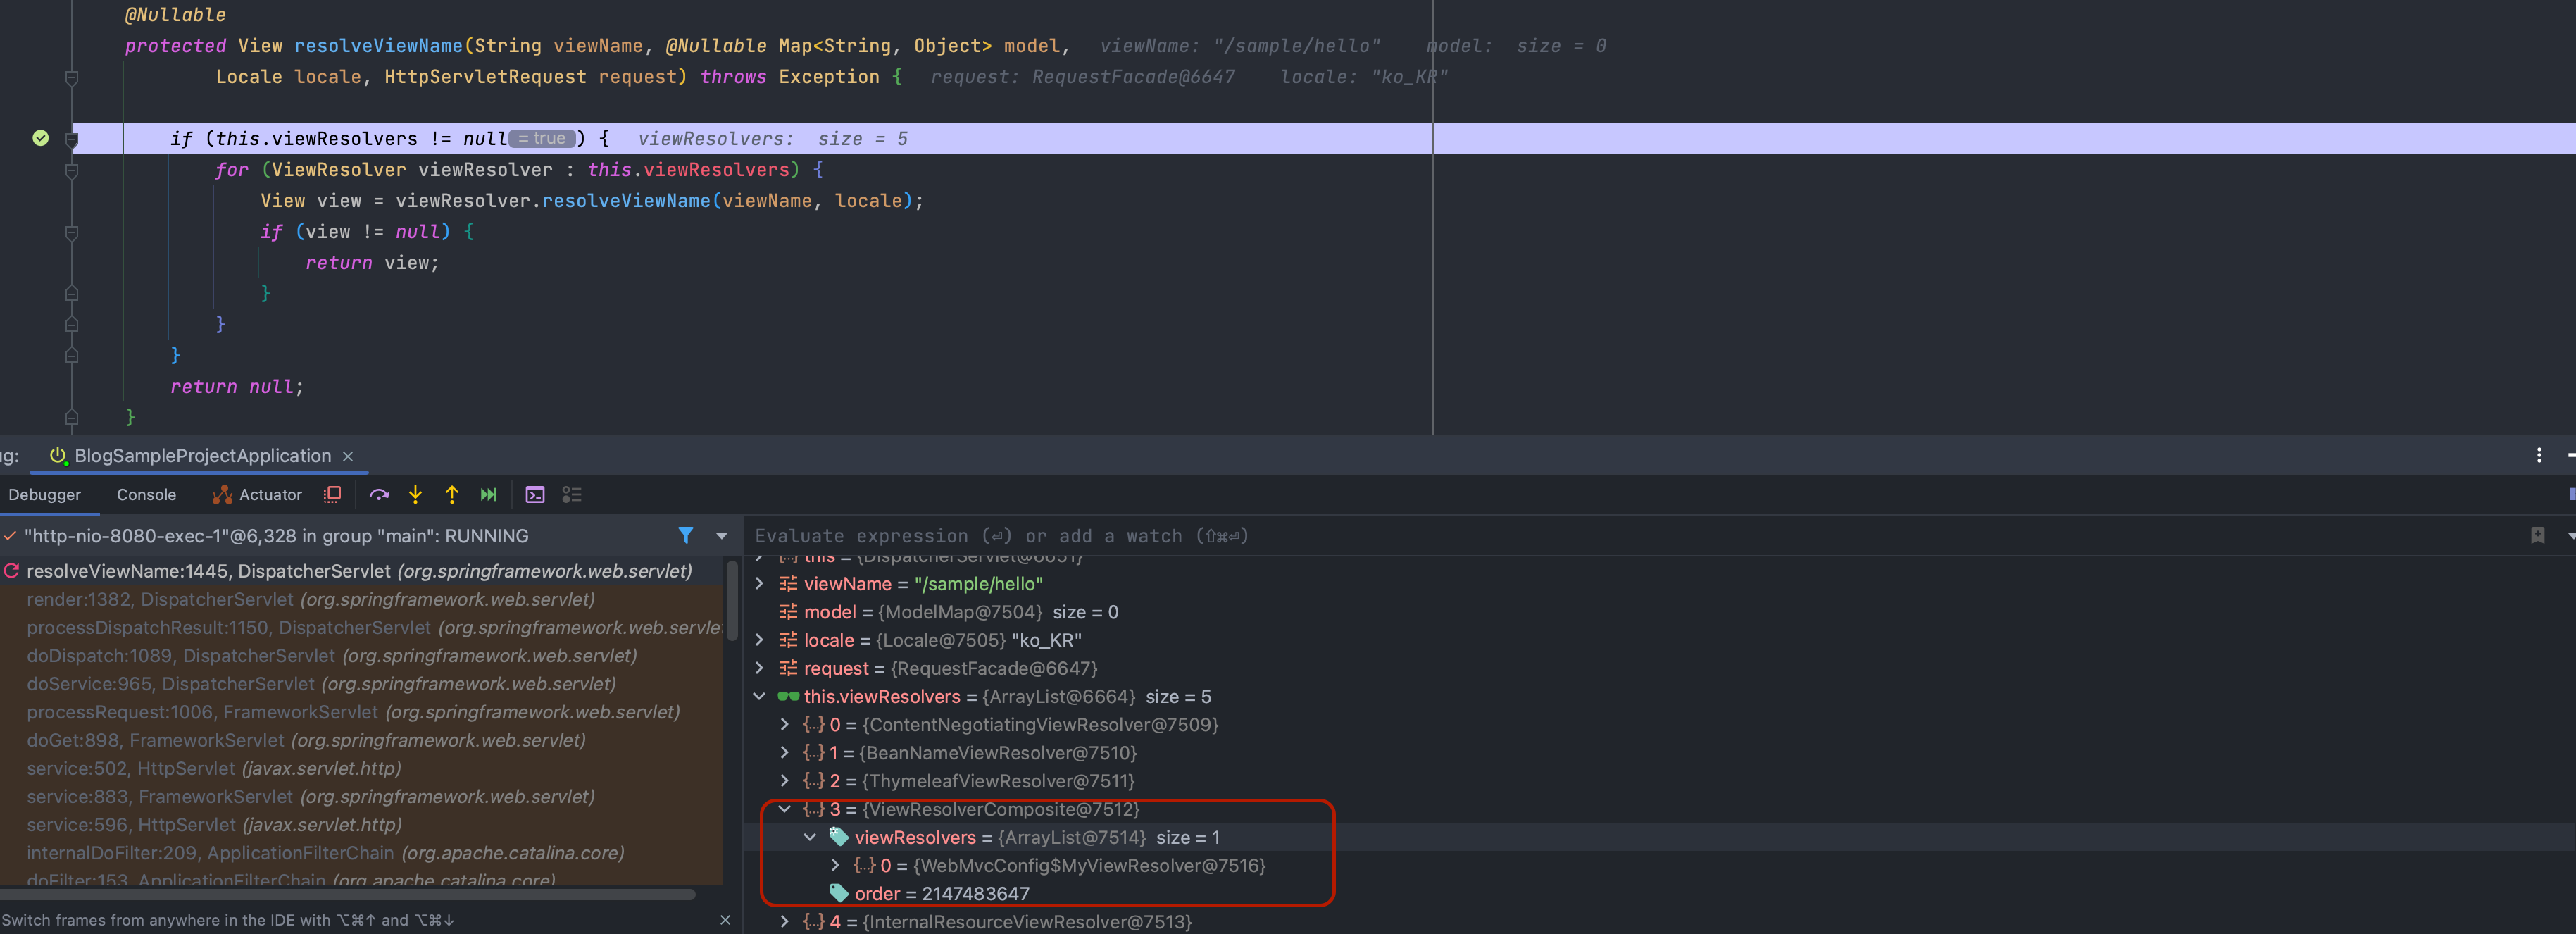 @Nullable
protected View resolveViewName(String viewName, @Nullable Map<String, Object> model,   viewName: "/sample/hello"    model:  size = 0
Locale locale, HttpServletRequest request) throws Exception {   request: RequestFacade@6647    locale: "ko_KR"
if (this.viewResolvers != null = true ) {   viewResolvers:  size = 5
for (ViewResolver viewResolver : this.viewResolvers) {
View view = viewResolver.resolveViewName(viewName, locale);
if (view != null) {
return view;
}
}
}
return null;
}
ug:  BlogSampleProjectApplication ×
Debugger  Console  Actuator
"http-nio-8080-exec-1"@6,328 in group "main": RUNNING
resolveViewName:1445, DispatcherServlet (org.springframework.web.servlet)
render:1382, DispatcherServlet (org.springframework.web.servlet)
processDispatchResult:1150, DispatcherServlet (org.springframework.web.servlet
doDispatch:1089, DispatcherServlet (org.springframework.web.servlet)
doService:965, DispatcherServlet (org.springframework.web.servlet)
processRequest:1006, FrameworkServlet (org.springframework.web.servlet)
doGet:898, FrameworkServlet (org.springframework.web.servlet)
service:502, HttpServlet (javax.servlet.http)
service:883, FrameworkServlet (org.springframework.web.servlet)
service:596, HttpServlet (javax.servlet.http)
internalDoFilter:209, ApplicationFilterChain (org.apache.catalina.core)
doFilter:153, ApplicationFilterChain (org.apache.catalina.core)
Switch frames from anywhere in the IDE with ⌥⌘↑ and ⌥⌘↓ ×
Evaluate expression (⏎) or add a watch (⇧⌘⏎)
this = {DispatcherServlet@6651}
viewName = "/sample/hello"
model = {ModelMap@7504} size = 0
locale = {Locale@7505} "ko_KR"
request = {RequestFacade@6647}
this.viewResolvers = {ArrayList@6664} size = 5
0 = {ContentNegotiatingViewResolver@7509}
1 = {BeanNameViewResolver@7510}
2 = {ThymeleafViewResolver@7511}
3 = {ViewResolverComposite@7512}
viewResolvers = {ArrayList@7514} size = 1
0 = {WebMvcConfig$MyViewResolver@7516}
order = 2147483647
4 = {InternalResourceViewResolver@7513}